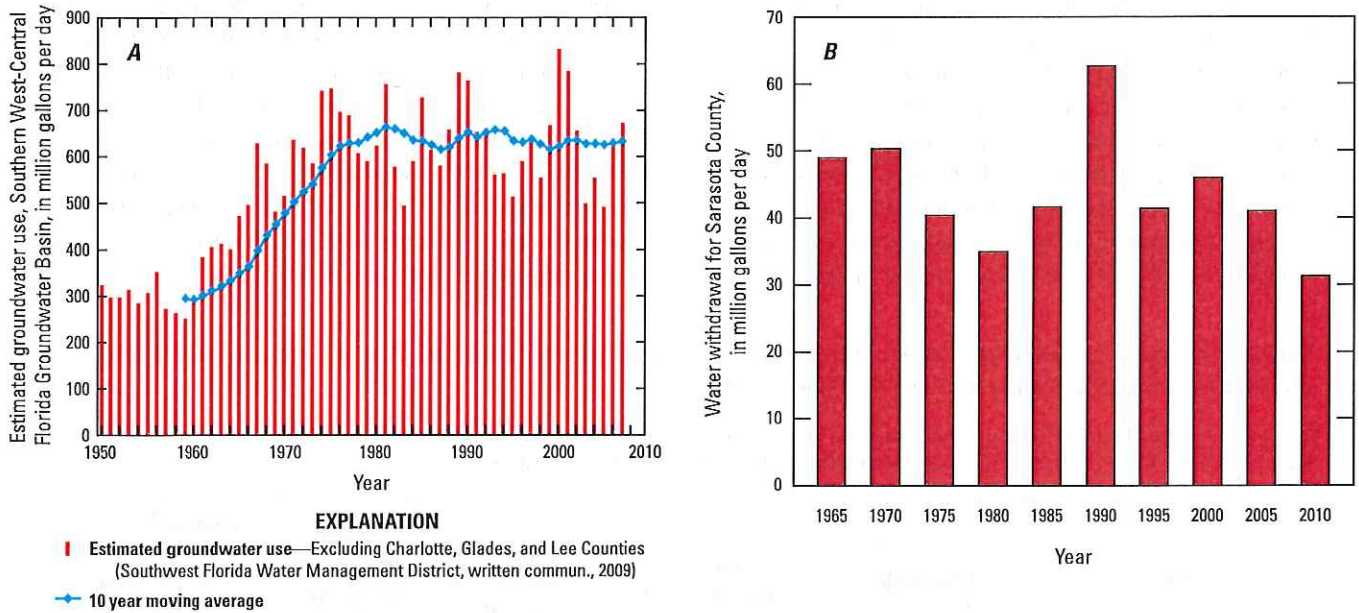 Estimated groundwater use, Southern West-Central
Florida Groundwater Basin, in million gallons per day
900
800
700
600
500
400
300
200
100
0
A
1950
1960
1970
1980
1990
2000
2010
Year
EXPLANATION
Estimated groundwater use—Excluding Charlotte, Glades, and Lee Counties
(Southwest Florida Water Management District, written commun., 2009)
10 year moving average
Water withdrawal for Sarasota County,
in million gallons per day
70
60
50
40
30
20
10
0
B
1965
1970
1975
1980
1985
1990
1995
2000
2005
2010
Year